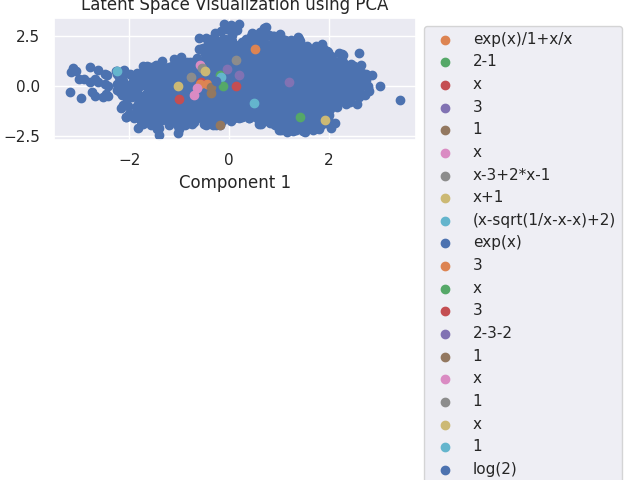 Latent Space Visualization using PCA
2.5
0.0
−2.5
−2
0
2
Component 1
exp(x)/1+x/x
2-1
x
3
1
x
x-3+2*x-1
x+1
(x-sqrt(1/x-x-x)+2)
exp(x)
3
x
3
2-3-2
1
x
1
x
1
log(2)